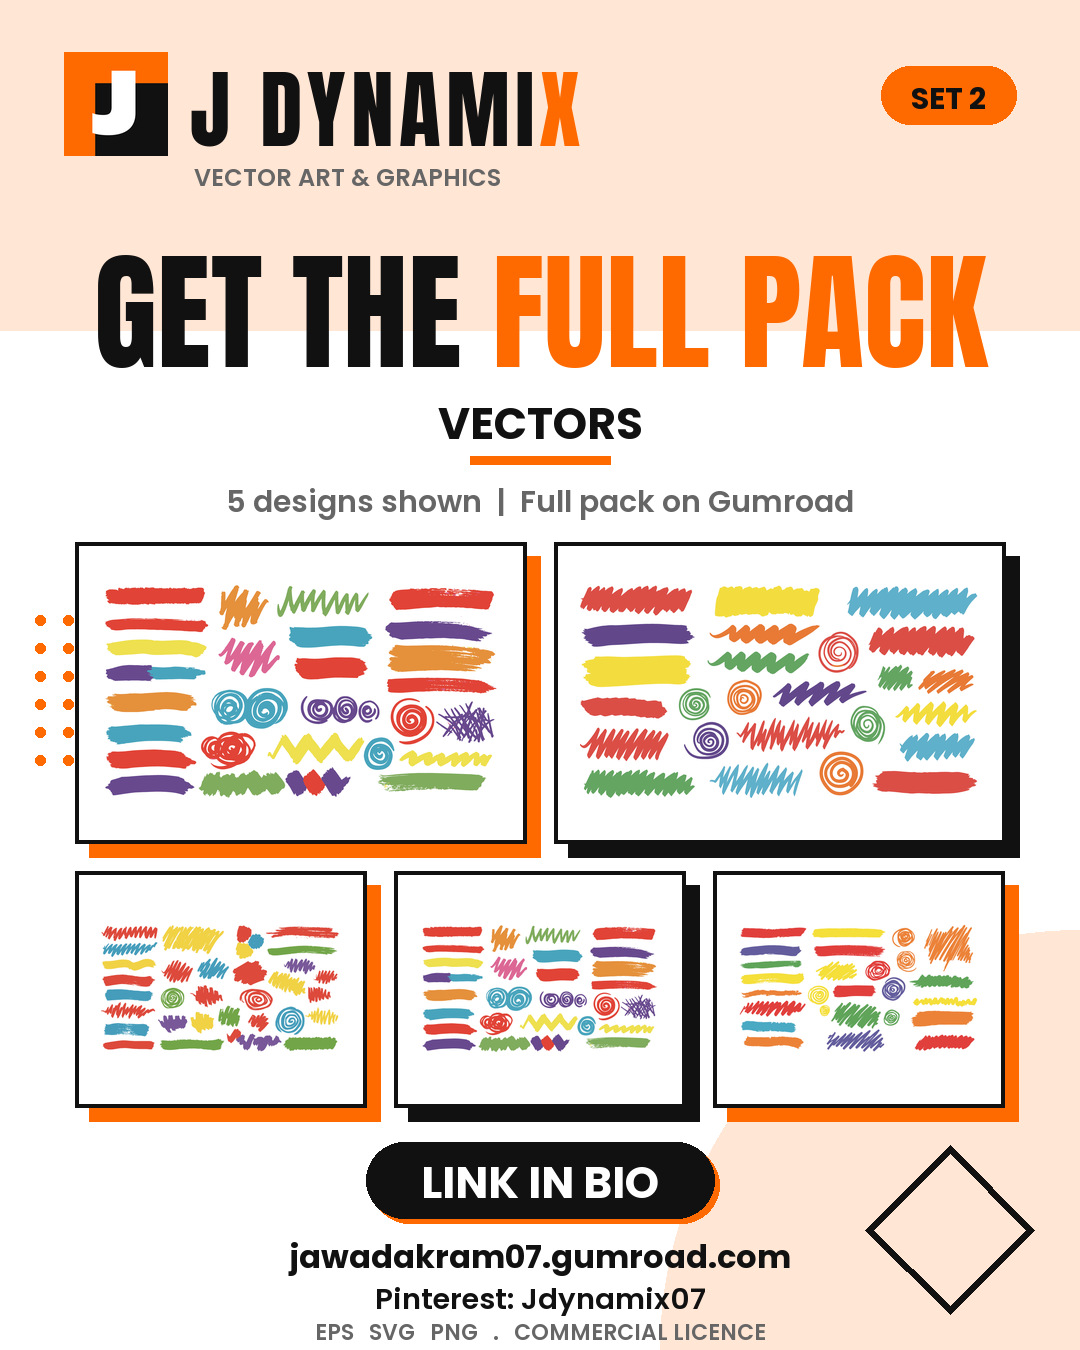 J
J DYNAMIX
SET 2
VECTOR ART & GRAPHICS
GET THE FULL PACK
VECTORS
5 designs shown | Full pack on Gumroad
LINK IN BIO
jawadakram07.gumroad.com
Pinterest: Jdynamix07
EPS SVG PNG . COMMERCIAL LICENCE